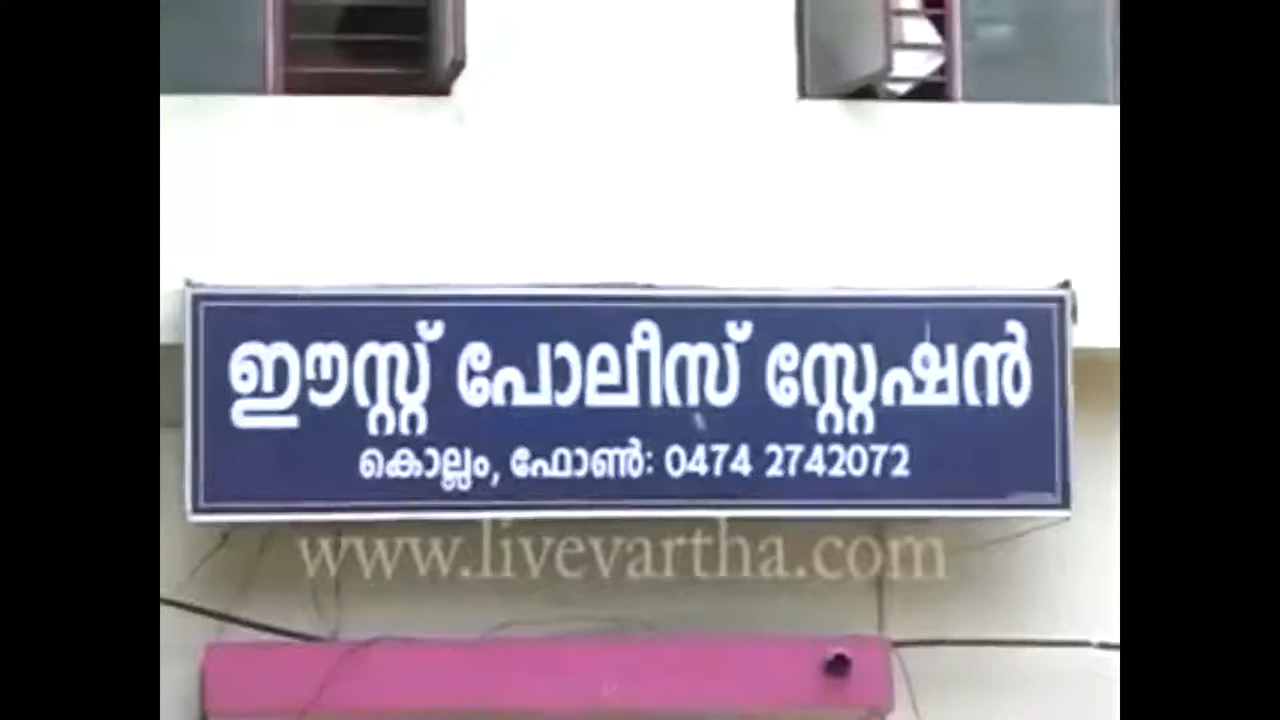 ഈസ്റ്റ് പോലീസ് സ്റ്റേഷൻ
കൊല്ലം, ഫോൺ: 0474 2742072
www.livevartha.com